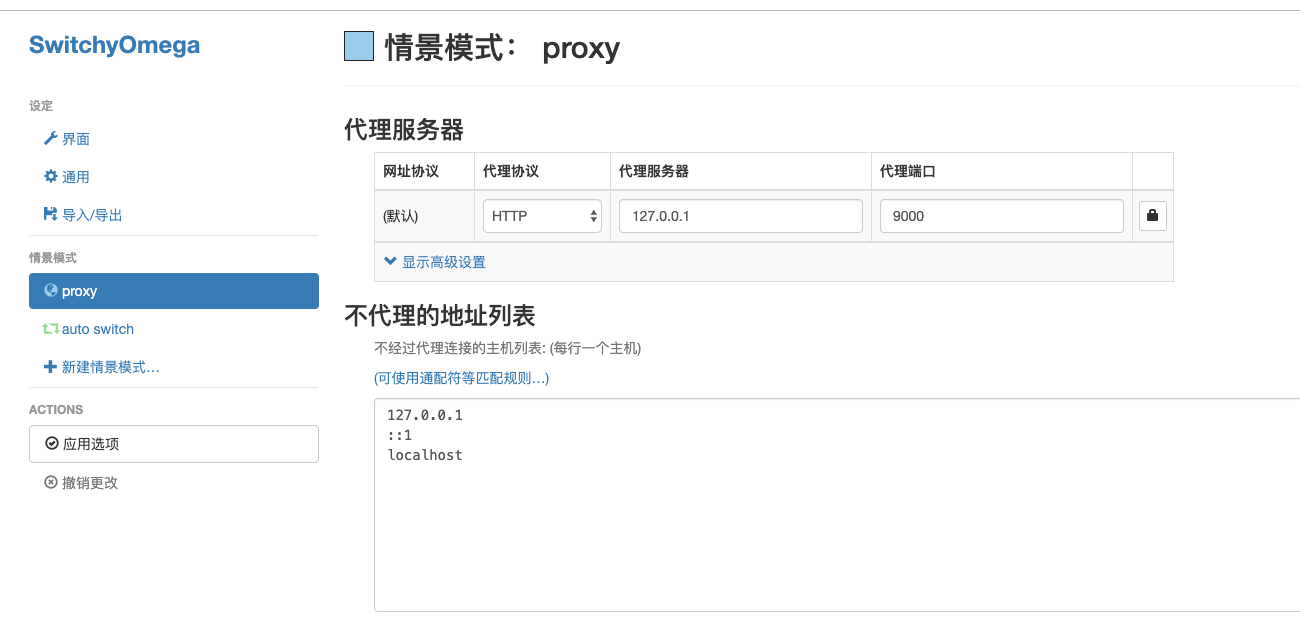 SwitchyOmega
设定
界面
通用
导入/导出
情景模式
proxy
auto switch
新建情景模式…
ACTIONS
应用选项
撤销更改
情景模式： proxy
代理服务器
网址协议 代理协议 代理服务器 代理端口
(默认) HTTP 127.0.0.1 9000
显示高级设置
不代理的地址列表
不经过代理连接的主机列表: (每行一个主机)
(可使用通配符等匹配规则…)
127.0.0.1
::1
localhost